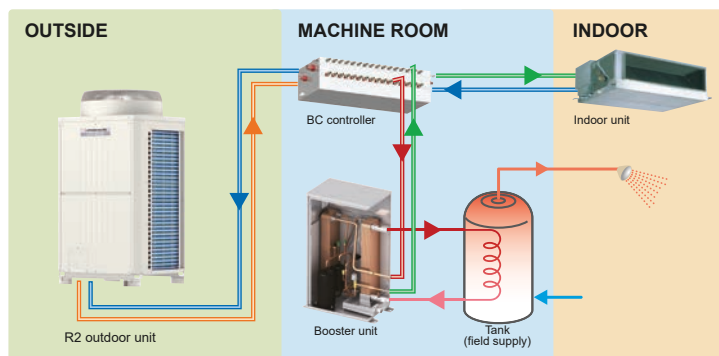 OUTSIDE
MACHINE ROOM
INDOOR
BC controller
Indoor unit
R2 outdoor unit
Booster unit
Tank
(field supply)